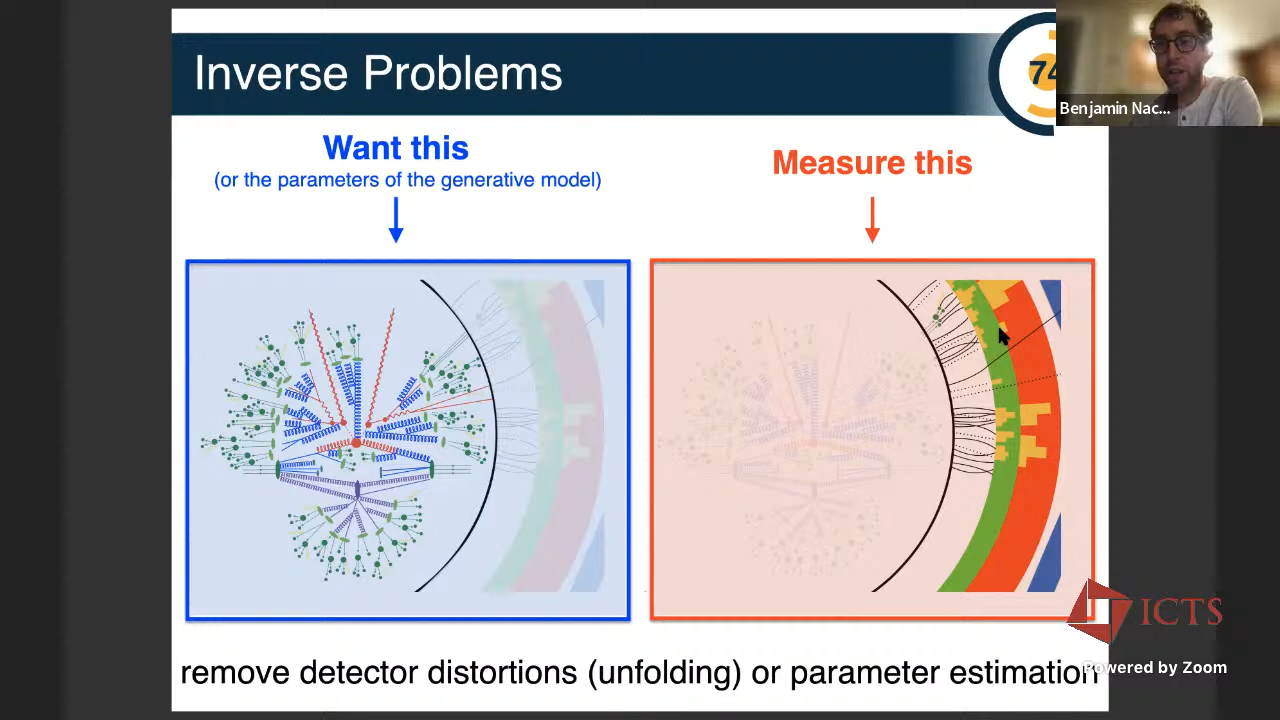 Inverse Problems
74
Benjamin Nac...
Want this
(or the parameters of the generative model)
Measure this
ICTS
Powered by Zoom
remove detector distortions (unfolding) or parameter estimation